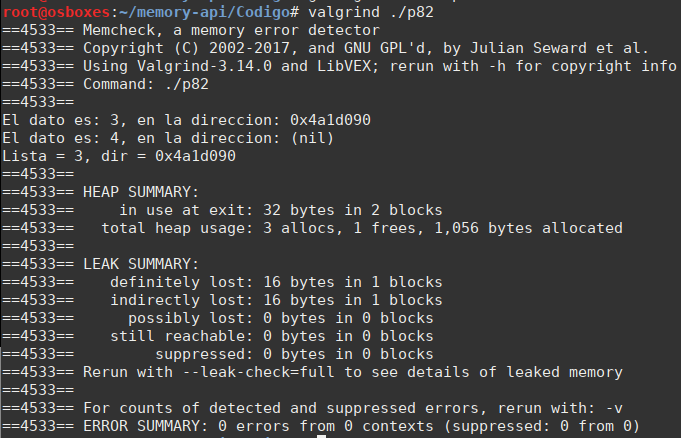 root@osboxes:~/memory-api/Codigo# valgrind ./p82
==4533== Memcheck, a memory error detector
==4533== Copyright (C) 2002-2017, and GNU GPL'd, by Julian Seward et al.
==4533== Using Valgrind-3.14.0 and LibVEX; rerun with -h for copyright info
==4533== Command: ./p82
==4533==
El dato es: 3, en la direccion: 0x4a1d090
El dato es: 4, en la direccion: (nil)
Lista = 3, dir = 0x4a1d090
==4533==
==4533== HEAP SUMMARY:
==4533==     in use at exit: 32 bytes in 2 blocks
==4533==   total heap usage: 3 allocs, 1 frees, 1,056 bytes allocated
==4533==
==4533== LEAK SUMMARY:
==4533==    definitely lost: 16 bytes in 1 blocks
==4533==    indirectly lost: 16 bytes in 1 blocks
==4533==      possibly lost: 0 bytes in 0 blocks
==4533==    still reachable: 0 bytes in 0 blocks
==4533==         suppressed: 0 bytes in 0 blocks
==4533== Rerun with --leak-check=full to see details of leaked memory
==4533==
==4533== For counts of detected and suppressed errors, rerun with: -v
==4533== ERROR SUMMARY: 0 errors from 0 contexts (suppressed: 0 from 0)